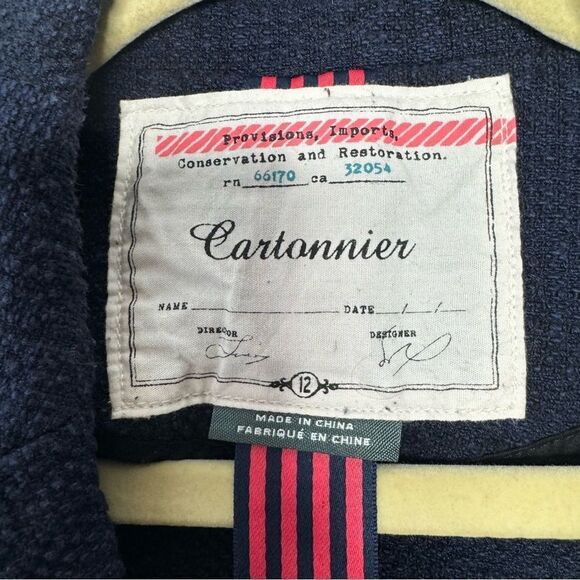 Provisions, Imports,
Conservation and Restoration.
rn 66170 ca 32054
Cartonnier
NAME DATE / /
DIRECOR DESIGNER
12
MADE IN CHINA
FABRIQUÉ EN CHINE